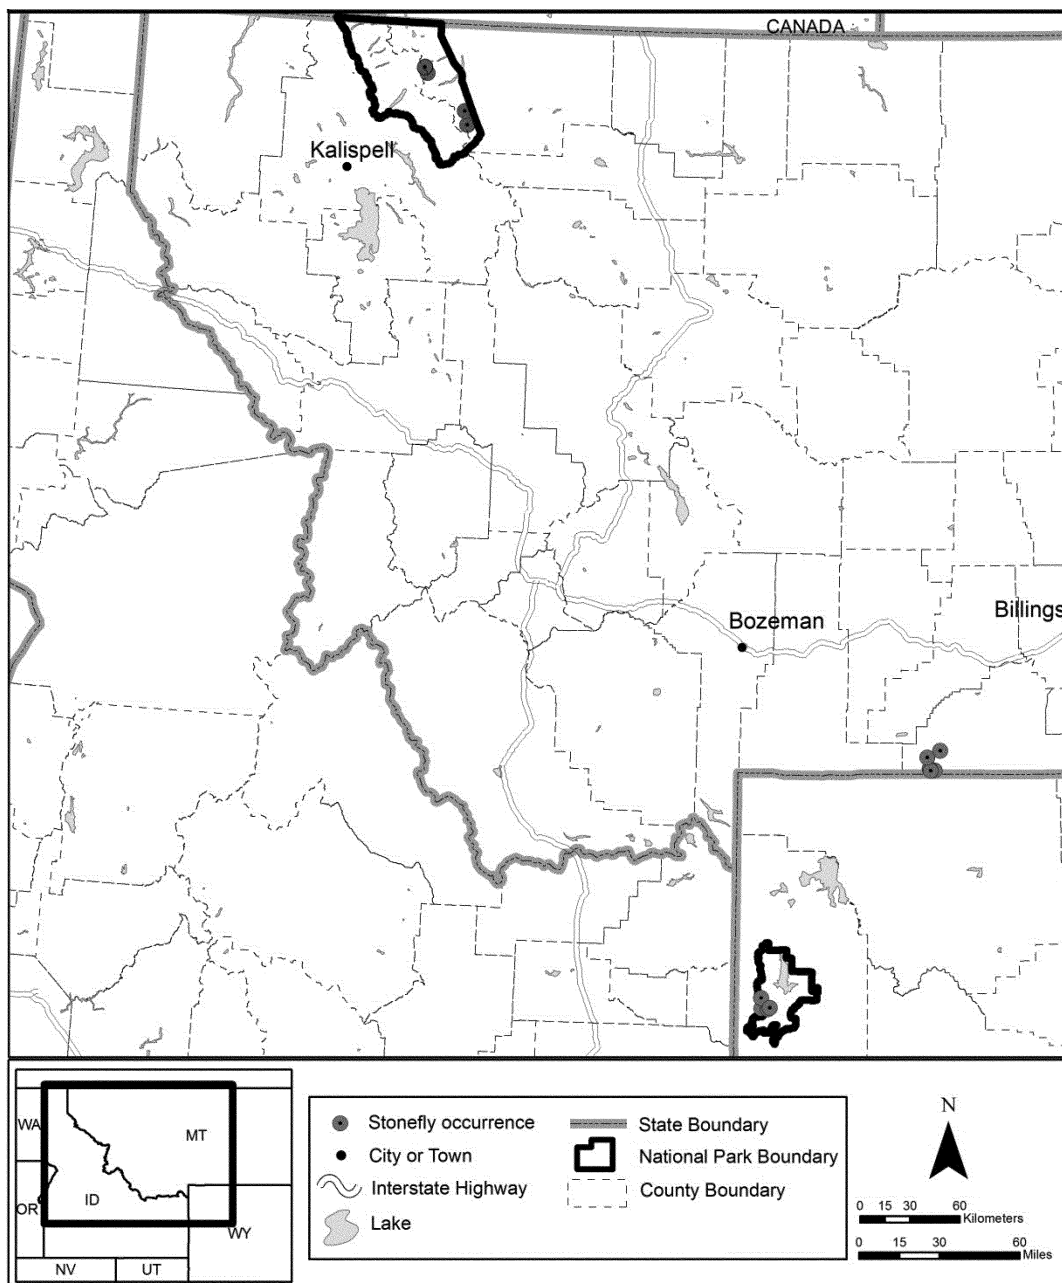 CANADA
Kalispell
Bozeman
Billings
WA
MT
OR
ID
WY
NV
UT
Stonefly occurrence
City or Town
Interstate Highway
Lake
State Boundary
National Park Boundary
County Boundary
N
0 15 30 60
Kilometers
0 15 30 60
Miles